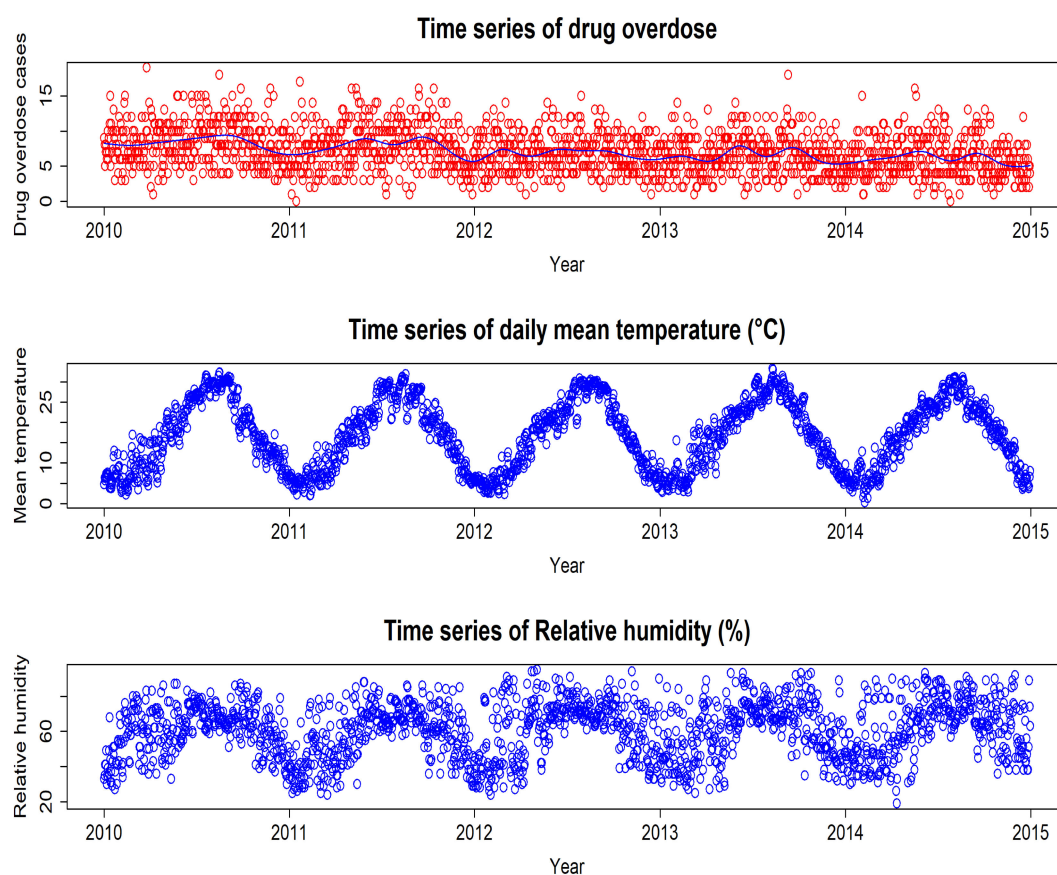 Time series of drug overdose
Drug overdose cases
15
5
0
2010 2011 2012 2013 2014 2015
Year
Time series of daily mean temperature (°C)
Mean temperature
25
10
0
2010 2011 2012 2013 2014 2015
Year
Time series of Relative humidity (%)
Relative humidity
60
20
2010 2011 2012 2013 2014 2015
Year